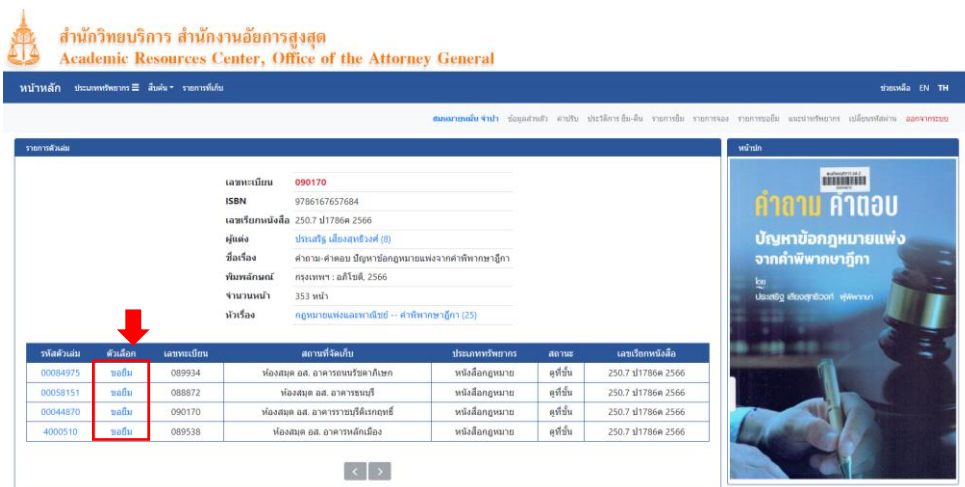 สำนักวิทยบริการ สำนักงานอัยการสูงสุด
Academic Resources Center, Office of the Attorney General
หน้าหลัก ประเภททรัพยากร สืบค้น รายการที่เก็บ ช่วยเหลือ EN TH
ข้อมูลส่วนตัว ค่าปรับ ประวัติการ ยืม-คืน รายการยืม รายการจอง รายการขอยืม แนะนำทรัพยากร เปลี่ยนรหัสผ่าน ออกจากระบบ
รายการตัวเล่ม
เลขทะเบียน 090170
ISBN 9786167657684
เลขเรียกหนังสือ 250.7 ป1786ค 2566
ผู้แต่ง ประเสริฐ เสียงสุทธิวงศ์ (8)
ชื่อเรื่อง คำถาม-คำตอบ ปัญหาข้อกฎหมายแพ่งจากคำพิพากษาฎีกา
พิมพลักษณ์ กรุงเทพฯ : อภิโชติ, 2566
จำนวนหน้า 353 หน้า
หัวเรื่อง กฎหมายแพ่งและพาณิชย์ -- คำพิพากษาฎีกา (25)
รหัสตัวเล่ม ตัวเลือก เลขทะเบียน สถานที่จัดเก็บ ประเภททรัพยากร สถานะ เลขเรียกหนังสือ
00084975 ขอยืม 089934 ห้องสมุด อส. อาคารถนนรัชดาภิเษก หนังสือกฎหมาย ดูที่ชั้น 250.7 ป1786ค 2566
00058151 ขอยืม 088872 ห้องสมุด อส. อาคารธนบุรี หนังสือกฎหมาย ดูที่ชั้น 250.7 ป1786ค 2566
00044870 ขอยืม 090170 ห้องสมุด อส. อาคารราชบุรีดิเรกฤทธิ์ หนังสือกฎหมาย ดูที่ชั้น 250.7 ป1786ค 2566
4000510 ขอยืม 089538 ห้องสมุด อส. อาคารหลักเมือง หนังสือกฎหมาย ดูที่ชั้น 250.7 ป1786ค 2566
หน้าปก
คำถาม คำตอบ
ปัญหาข้อกฎหมายแพ่ง
จากคำพิพากษาฎีกา
โดย
ประเสริฐ เสียงสุทธิวงศ์